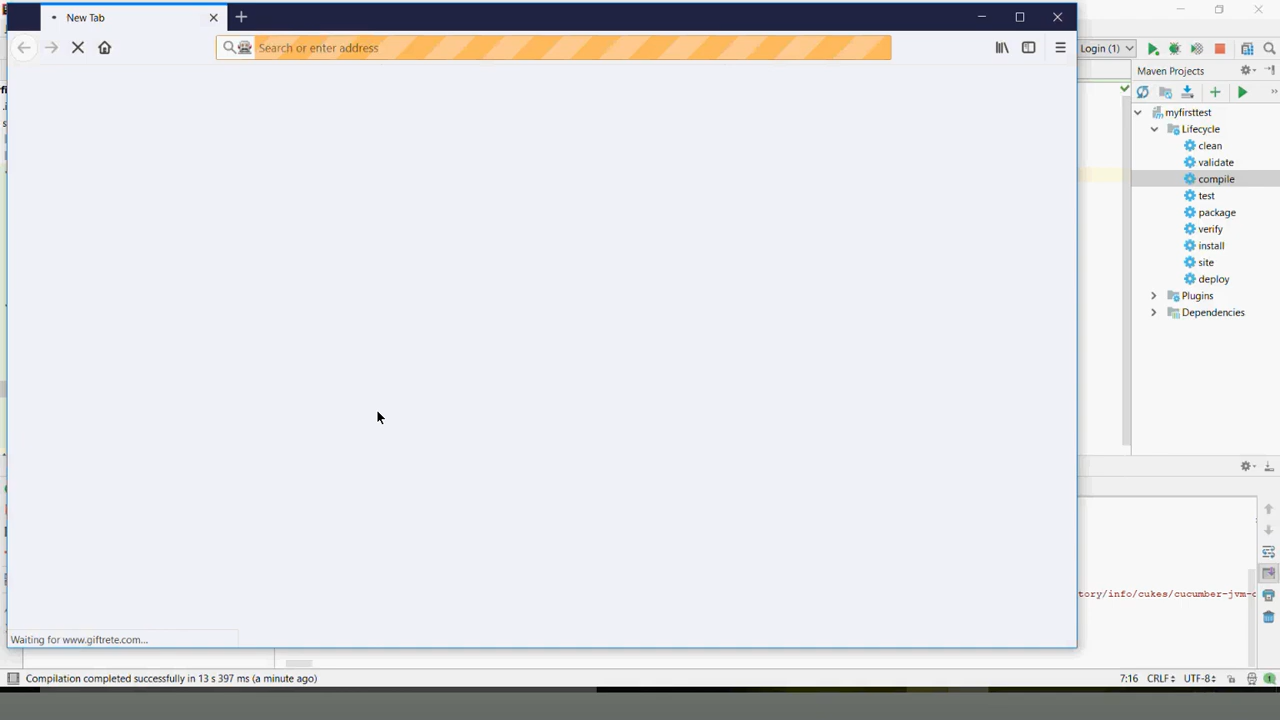 New Tab
Search or enter address
Login (1)
Maven Projects
myfirsttest
Lifecycle
clean
validate
compile
test
package
verify
install
site
deploy
Plugins
Dependencies
tory/info/cukes/cucumber-jvm-
Waiting for www.giftrete.com...
Compilation completed successfully in 13 s 397 ms (a minute ago)
7:16 CRLF UTF-8